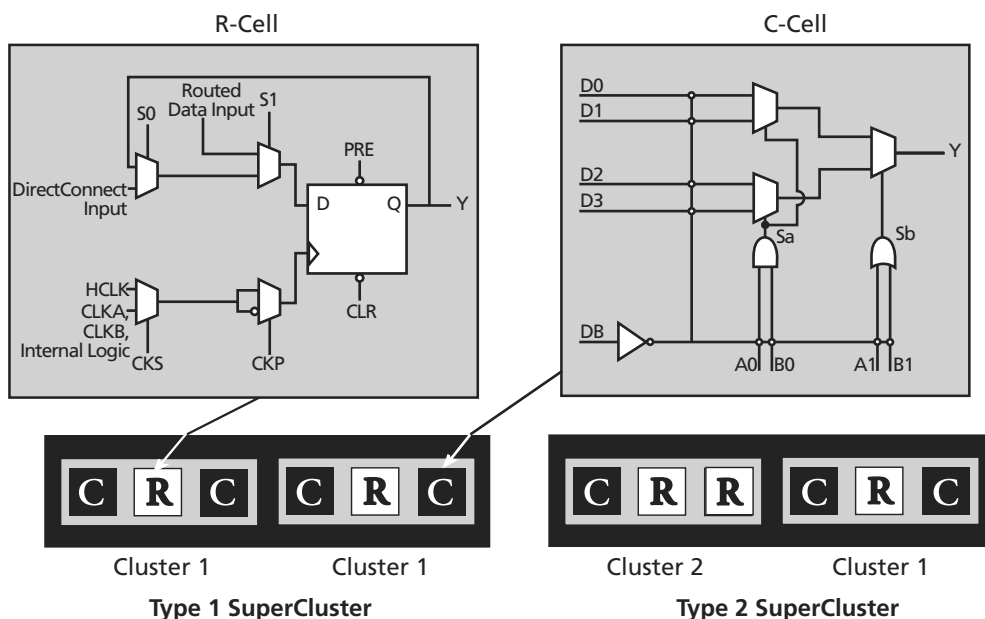 R-Cell
C-Cell
Routed
Data Input
S0
S1
PRE
DirectConnect
Input
D
Q
Y
HCLK
CLKA,
CLKB,
Internal Logic
CKS
CKP
CLR
D0
D1
D2
D3
Sa
Sb
Y
DB
A0
B0
A1
B1
C R C
C R C
C R R
C R C
Cluster 1
Cluster 1
Cluster 2
Cluster 1
Type 1 SuperCluster
Type 2 SuperCluster